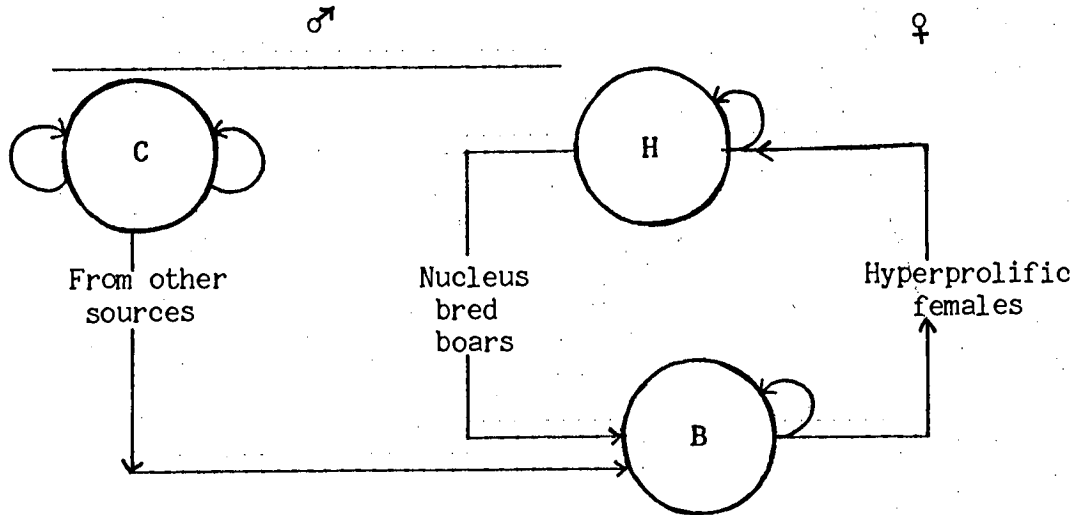 ♂ ♀
C
H
From other
sources
Nucleus
bred
boars
Hyperprolific
females
B